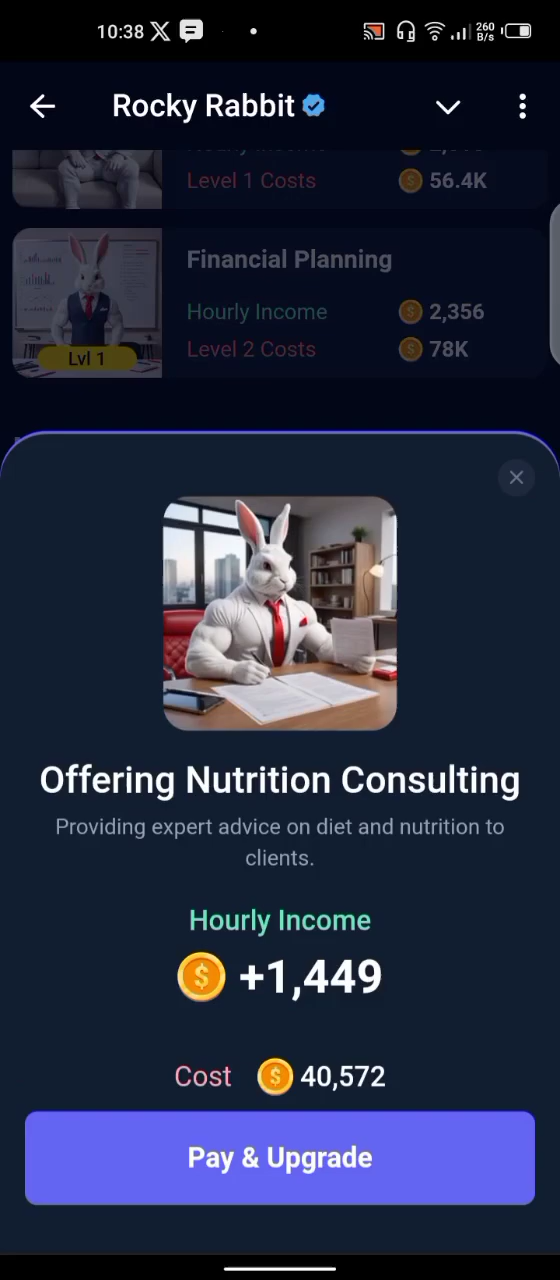 10:38
260
B/s
Rocky Rabbit
Hourly Income
Level 1 Costs 56.4K
Financial Planning
Hourly Income 2,356
Level 2 Costs 78K
Lvl 1
Offering Nutrition Consulting
Providing expert advice on diet and nutrition to
clients.
Hourly Income
+1,449
Cost 40,572
Pay & Upgrade